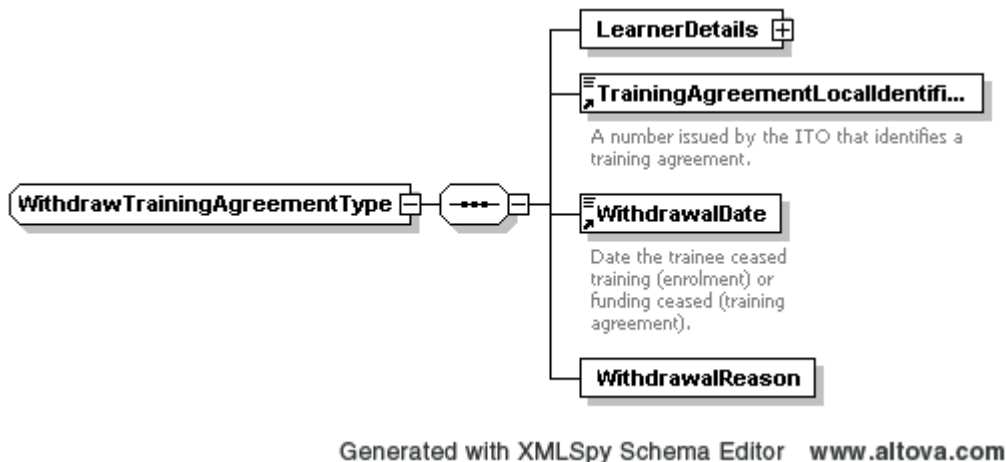 LearnerDetails
TrainingAgreementLocalIdentifi...
A number issued by the ITO that identifies a
training agreement.
WithdrawTrainingAgreementType
WithdrawalDate
Date the trainee ceased
training (enrolment) or
funding ceased (training
agreement).
WithdrawalReason
Generated with XMLSpy Schema Editor www.altova.com